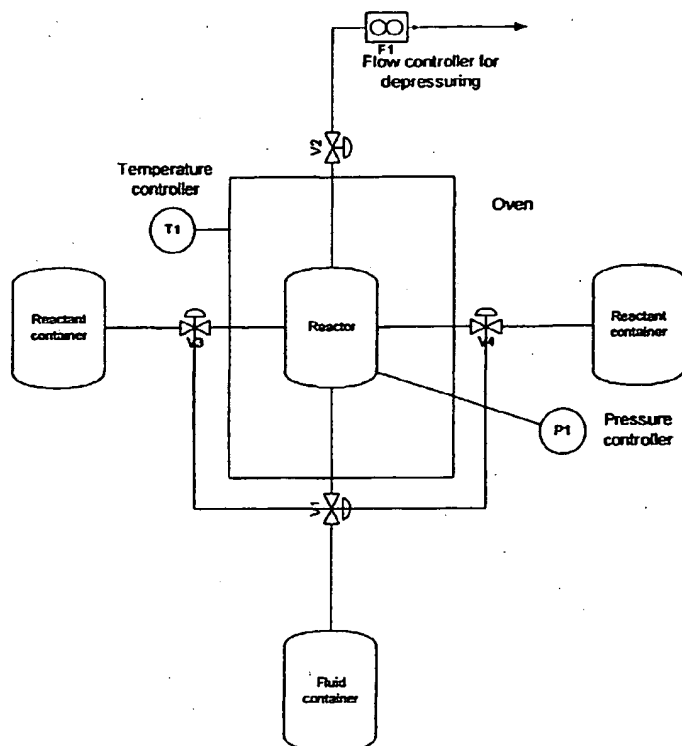 F1
Flow controller for
depressuring
V2
Temperature
controller
T1
Oven
Reactant
container
V3
Reactor
V4
Reactant
container
P1
Pressure
controller
V1
Fluid
container